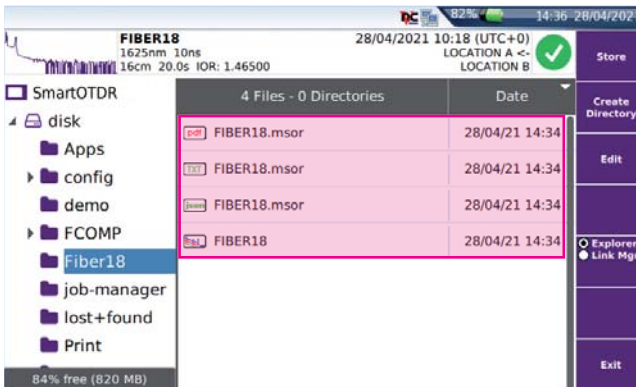 82% 14:36 28/04/202
FIBER18 28/04/2021 10:18 (UTC+0)
1625nm 10ns LOCATION A <-
16cm 20.0s IOR: 1.46500 LOCATION B
Store
SmartOTDR
4 Files - 0 Directories Date
Create
Directory
disk
pdf FIBER18.msor 28/04/21 14:34
Apps
TXT FIBER18.msor 28/04/21 14:34
Edit
config
demo
json FIBER18.msor 28/04/21 14:34
FCOMP
FIBER18 28/04/21 14:34
Explorer
Link Mgr
Fiber18
job-manager
lost+found
Print
Exit
84% free (820 MB)